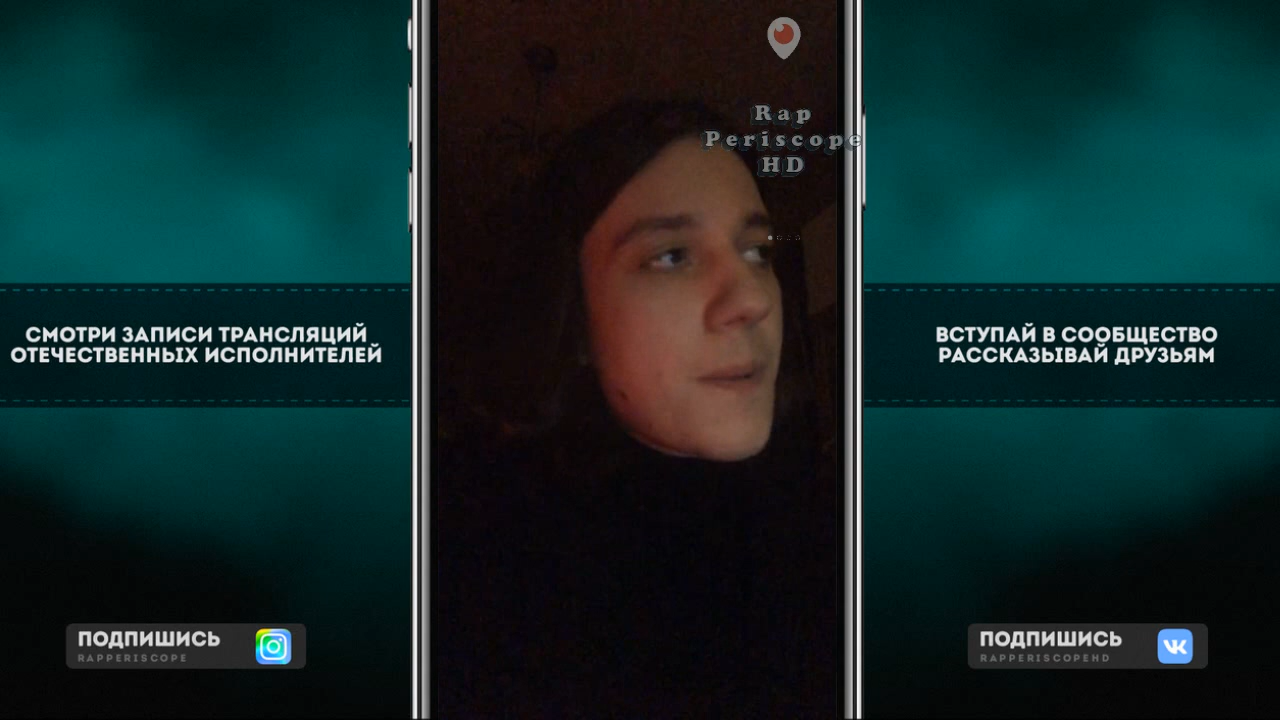 Rap
Periscope
HD
СМОТРИ ЗАПИСИ ТРАНСЛЯЦИЙ
ОТЕЧЕСТВЕННЫХ ИСПОЛНИТЕЛЕЙ
ВСТУПАЙ В СООБЩЕСТВО
РАССКАЗЫВАЙ ДРУЗЬЯМ
ПОДПИШИСЬ
RAPPERISCOPE
ПОДПИШИСЬ
RAPPERISCOPEHD